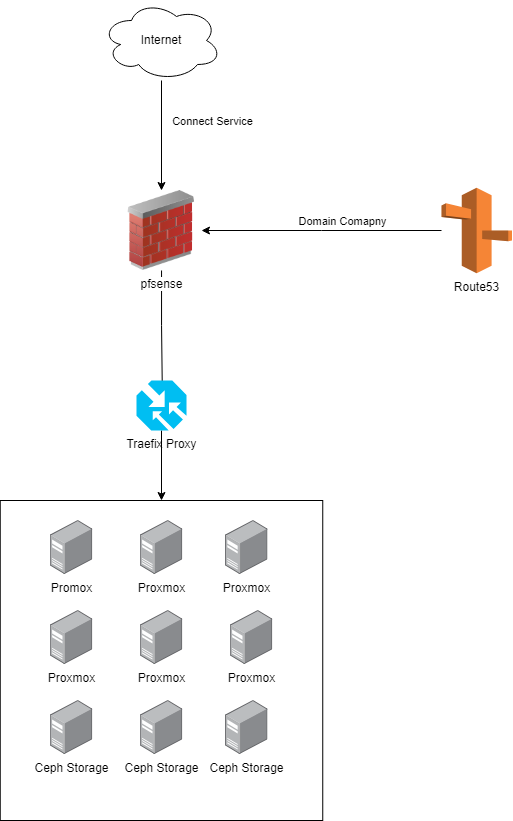 Internet
Connect Service
Domain Comapny
pfsense
Route53
Traefix Proxy
Promox
Proxmox
Proxmox
Proxmox
Proxmox
Proxmox
Ceph Storage
Ceph Storage
Ceph Storage